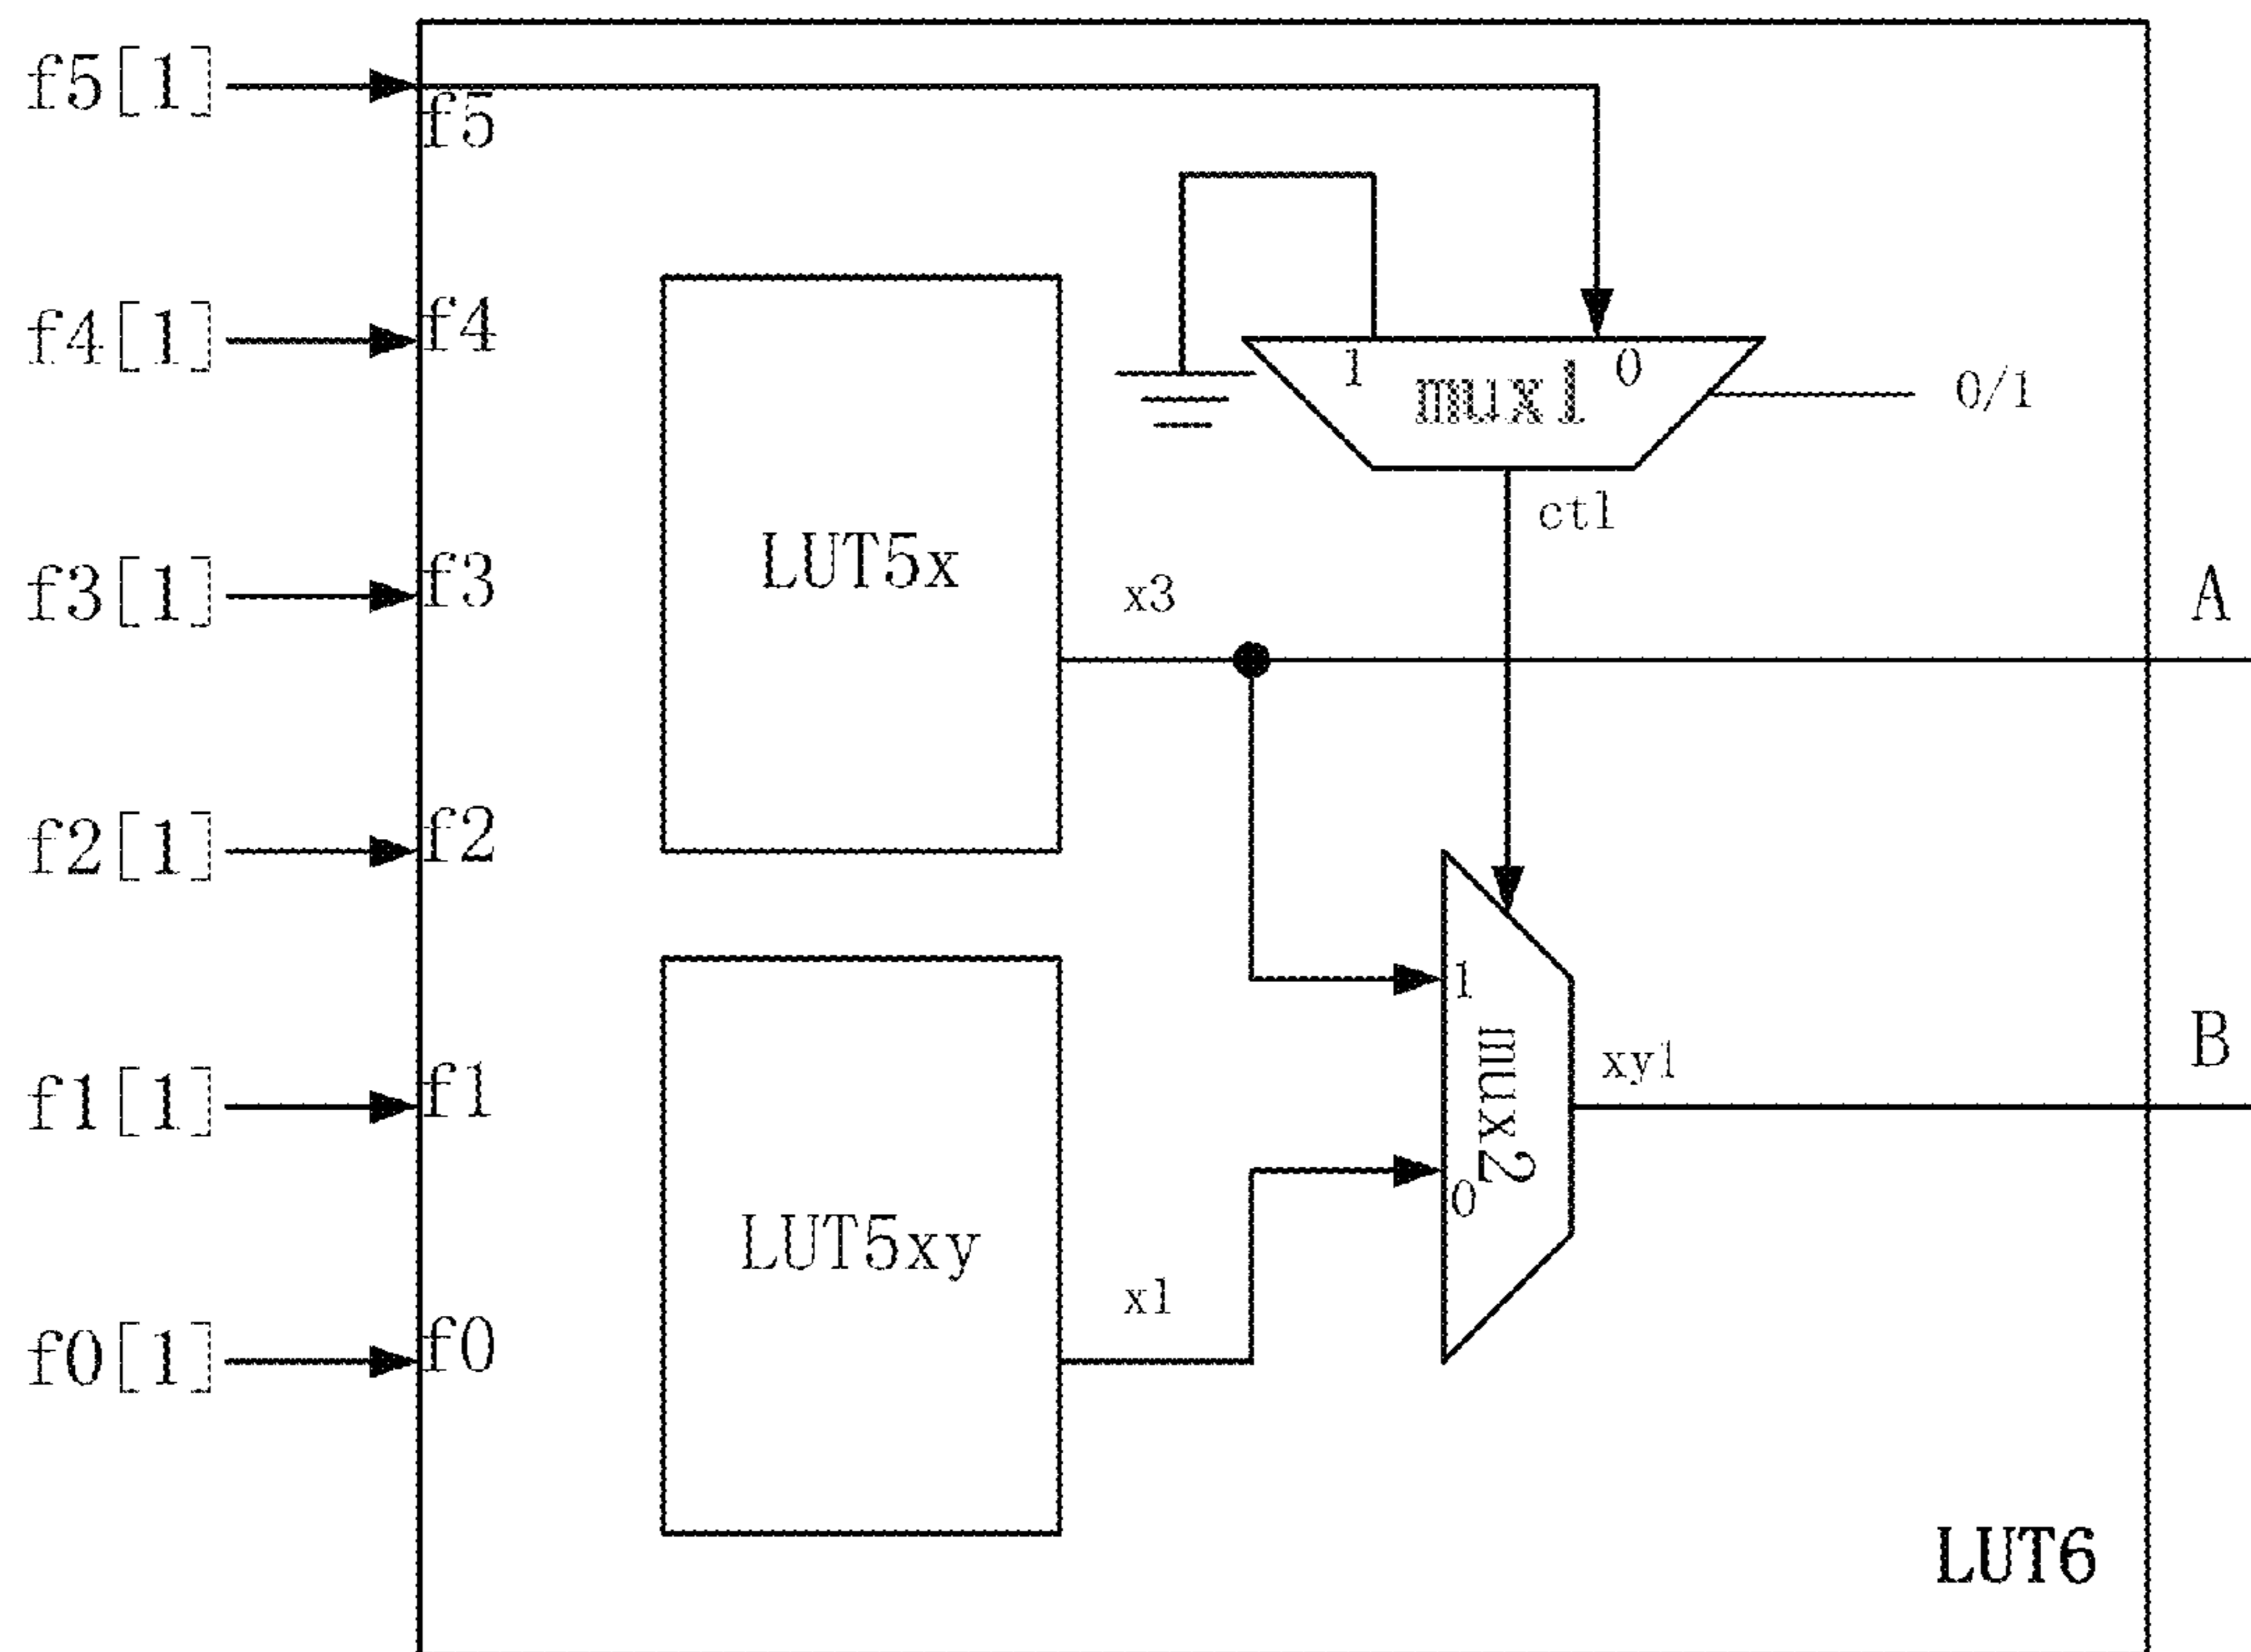 f5[1]
f5
f4[1]
f4
1
mux1
0
0/1
ctl
LUT5x
f3[1]
f3
x3
A
f2[1]
f2
1
mux2
0
xy1
B
f1[1]
f1
LUT5xy
x1
f0[1]
f0
LUT6